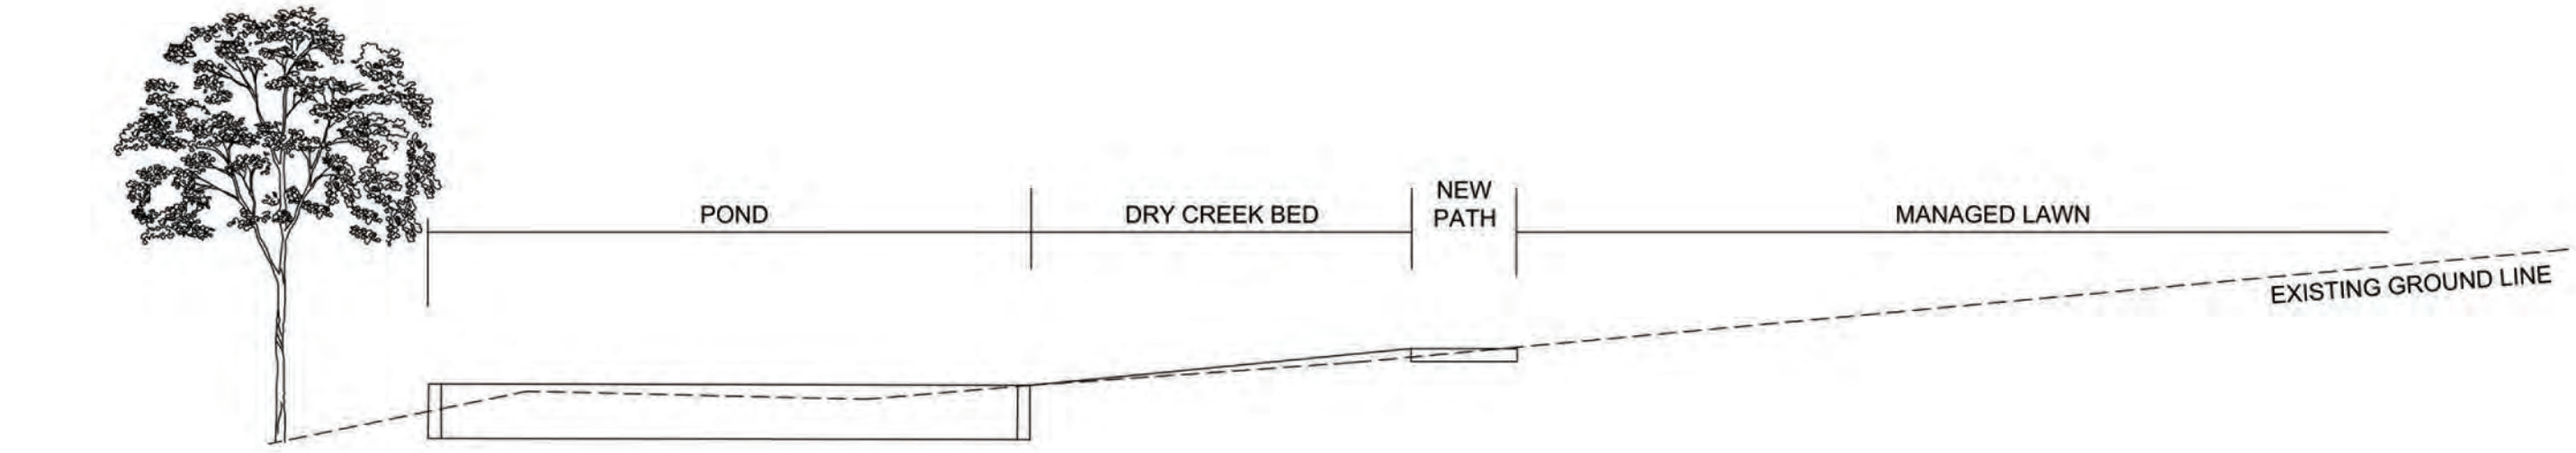 POND
DRY CREEK BED
NEW
PATH
MANAGED LAWN
EXISTING GROUND LINE